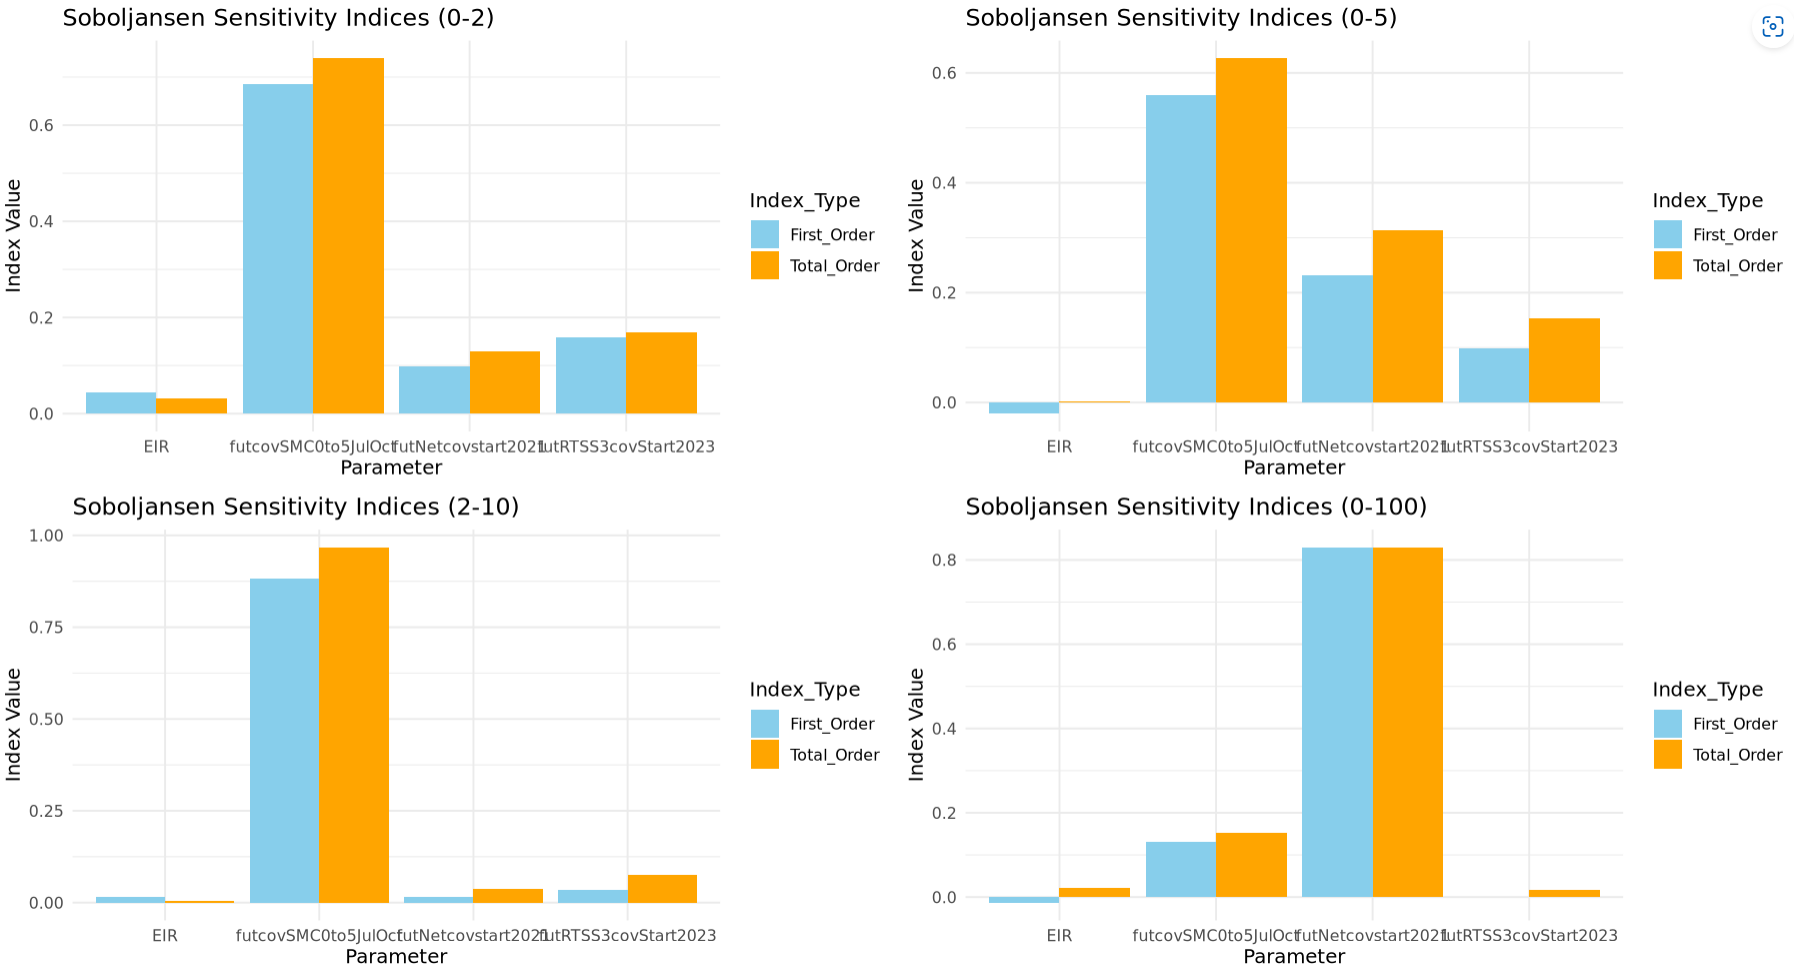 Soboljansen Sensitivity Indices (0-2)
0.6
0.4
0.2
0.0
Index Value
EIR futcovSMC0to5JulOct futNetcovstart2021 futRTSS3covStart2023
Parameter
Index_Type
First_Order
Total_Order
Soboljansen Sensitivity Indices (0-5)
0.6
0.4
0.2
0.0
Index Value
EIR futcovSMC0to5JulOct futNetcovstart2021 futRTSS3covStart2023
Parameter
Index_Type
First_Order
Total_Order
Soboljansen Sensitivity Indices (2-10)
1.00
0.75
0.50
0.25
0.00
Index Value
EIR futcovSMC0to5JulOct futNetcovstart2021 futRTSS3covStart2023
Parameter
Index_Type
First_Order
Total_Order
Soboljansen Sensitivity Indices (0-100)
0.8
0.6
0.4
0.2
0.0
Index Value
EIR futcovSMC0to5JulOct futNetcovstart2021 futRTSS3covStart2023
Parameter
Index_Type
First_Order
Total_Order